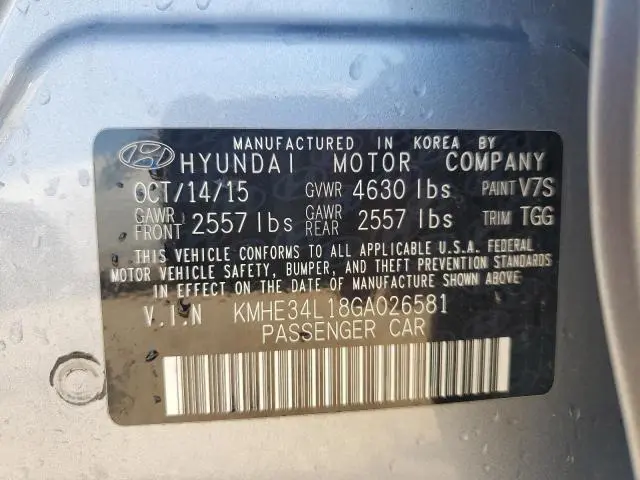 MANUFACTURED IN KOREA BY
HYUNDAI MOTOR COMPANY
OCT/14/15 GVWR 4630 lbs PAINT V7S
GAWR FRONT 2557 lbs GAWR REAR 2557 lbs TRIM TGG
THIS VEHICLE CONFORMS TO ALL APPLICABLE U.S.A. FEDERAL
MOTOR VEHICLE SAFETY, BUMPER, AND THEFT PREVENTION
STANDARDS IN EFFECT ON THE DATE OF MANUFACTURE SHOWN ABOVE.
V.I.N KMHE34L18GA026581
PASSENGER CAR